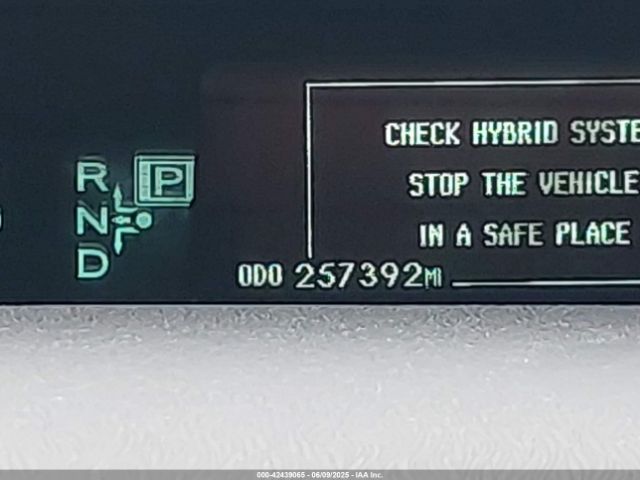 CHECK HYBRID SYSTE
STOP THE VEHICLE
IN A SAFE PLACE
R
P
N
D
ODO 257392MI
000-42439065 - 06/09/2025 - IAA Inc.